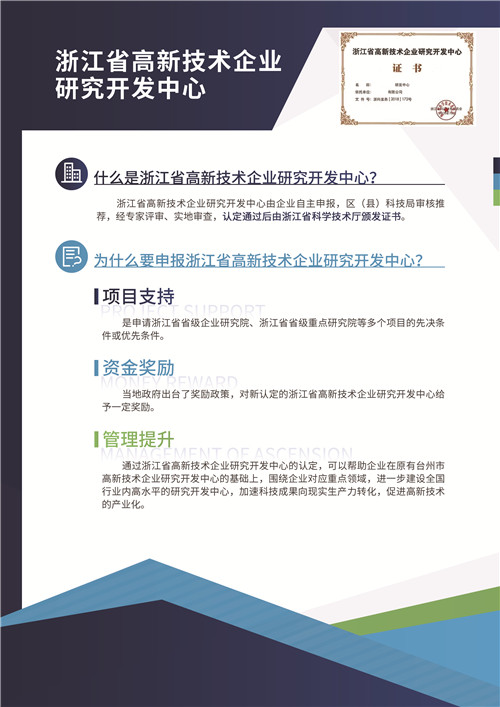 浙江省高新技术企业
研究开发中心
浙江省高新技术企业研究开发中心
证 书
名 称: 研发中心
有限公司
什么是浙江省高新技术企业研究开发中心?
浙江省高新技术企业研究开发中心由企业自主申报，区（县）科技局审核推
荐，经专家评审、实地审查，认定通过后由浙江省科学技术厅颁发证书。
为什么要申报浙江省高新技术企业研究开发中心?
项目支持
PROJECT SUPPORT
是申请浙江省省级企业研究院、浙江省省级重点研究院等多个项目的先决条
件或优先条件。
资金奖励
MONEY REWARD
当地政府出台了奖励政策，对新认定的浙江省高新技术企业研究开发中心给
予一定奖励。
管理提升
MANAGEMENT OF ASCENSION
通过浙江省高新技术企业研究开发中心的认定，可以帮助企业在原有台州市
高新技术企业研究开发中心的基础上，围绕企业对应重点领域，进一步建设全国
行业内高水平的研究开发中心，加速科技成果向现实生产力转化，促进高新技术
的产业化。